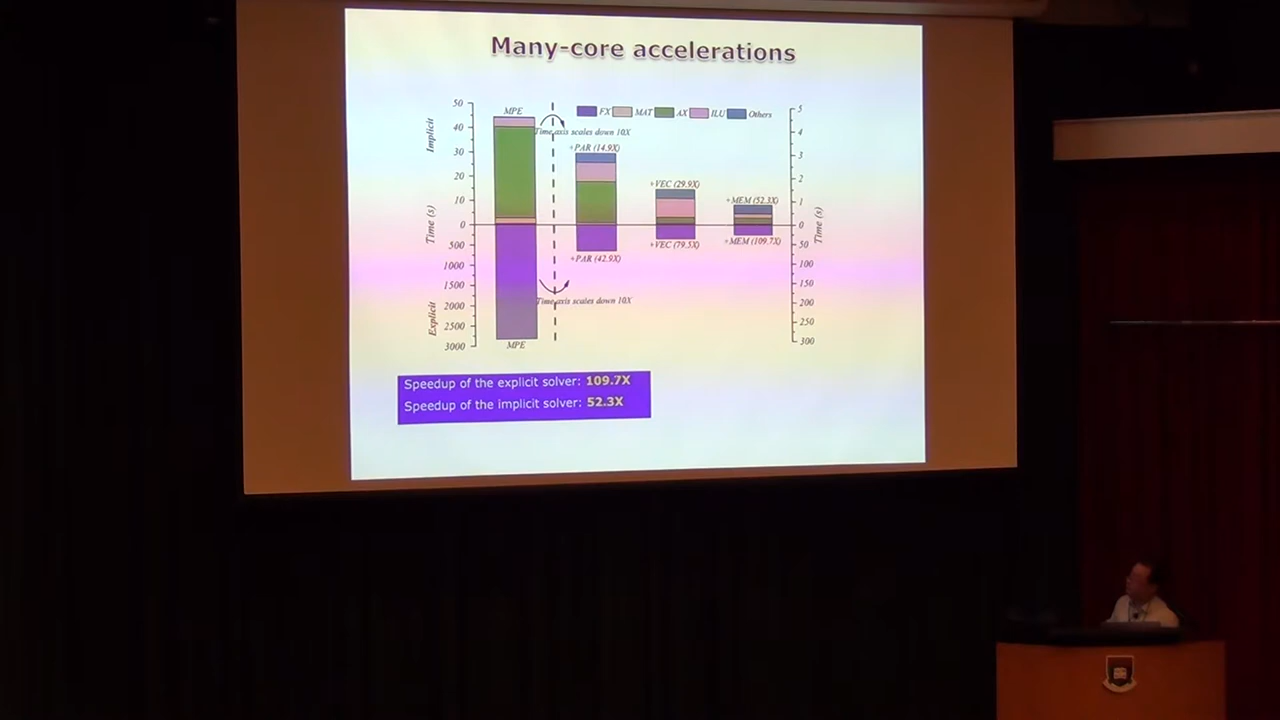 Many-core accelerations
50
40
30
20
10
0
500
1000
1500
2000
2500
3000
Implicit
Time (s)
Explicit
MPE
MPE
FX MAT AX ILU Others
Time axis scales down 10X
+PAR (14.9X)
+VEC (29.9X)
+MEM (52.3X)
+PAR (42.9X)
+VEC (79.5X)
+MEM (109.7X)
Time axis scales down 10X
5
4
3
2
1
0
50
100
150
200
250
300
Time (s)
Speedup of the explicit solver: 109.7X
Speedup of the implicit solver: 52.3X